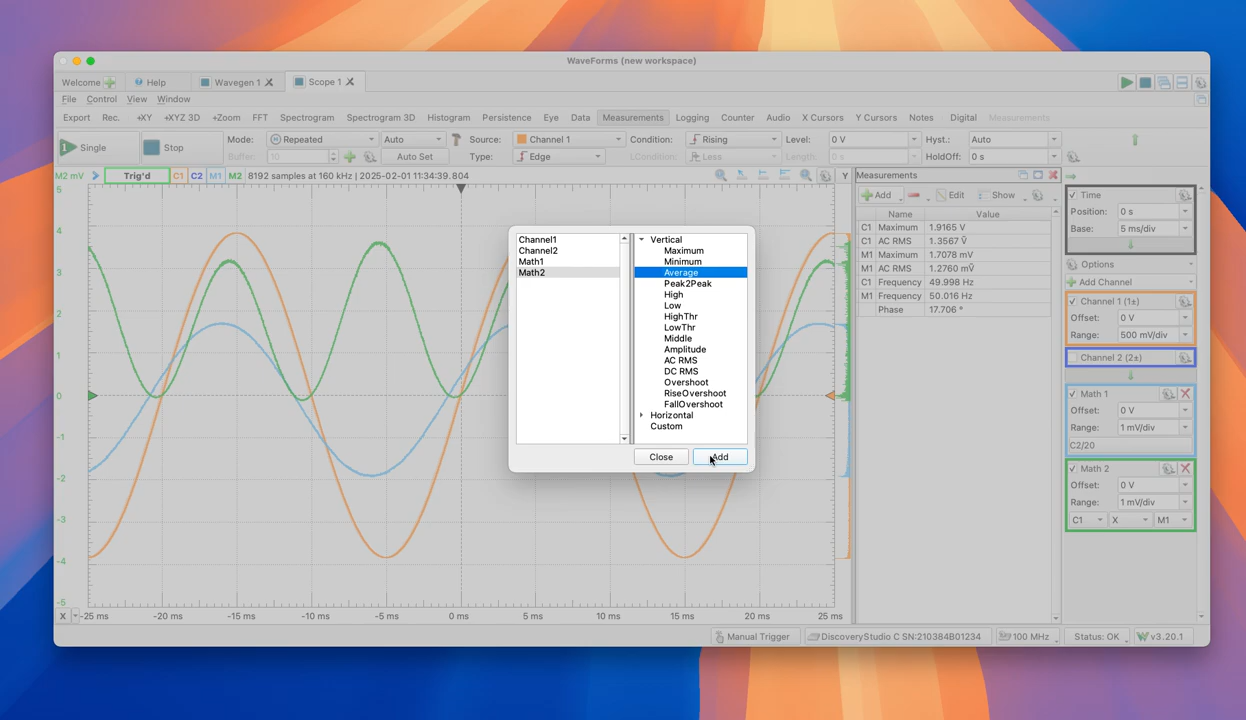 WaveForms (new workspace)
Welcome Help Wavegen 1 Scope 1
File Control View Window
Export Rec. +XY +XYZ 3D +Zoom FFT Spectrogram Spectrogram 3D Histogram Persistence Eye Data Measurements Logging Counter Audio X Cursors Y Cursors Notes Digital Measurements
Single Stop Mode: Repeated Auto Source: Channel 1 Condition: Rising Level: 0 V Hyst.: Auto
Buffer: 10 Auto Set Type: Edge LCondition: Less Length: 0 s HoldOff: 0 s
M2 mV Trig'd C1 C2 M1 M2 8192 samples at 160 kHz | 2025-02-01 11:34:39.804 Y
5
4
3
2
1
0
-1
-2
-3
-4
-5
X -25 ms -20 ms -15 ms -10 ms -5 ms 0 ms 5 ms 10 ms 15 ms 20 ms 25 ms
Channel1
Channel2
Math1
Math2
Vertical
Maximum
Minimum
Average
Peak2Peak
High
Low
HighThr
LowThr
Middle
Amplitude
AC RMS
DC RMS
Overshoot
RiseOvershoot
FallOvershoot
Horizontal
Custom
Close Add
Measurements
Add Edit Show
Name Value
C1 Maximum 1.9165 V
C1 AC RMS 1.3567 Ṽ
M1 Maximum 1.7078 mV
M1 AC RMS 1.2760 mṼ
C1 Frequency 49.998 Hz
M1 Frequency 50.016 Hz
Phase 17.706 °
Time
Position: 0 s
Base: 5 ms/div
Options
Add Channel
Channel 1 (1±)
Offset: 0 V
Range: 500 mV/div
Channel 2 (2±)
Math 1
Offset: 0 V
Range: 1 mV/div
C2/20
Math 2
Offset: 0 V
Range: 1 mV/div
C1 X M1
Manual Trigger DiscoveryStudio C SN:210384B01234 100 MHz Status: OK v3.20.1